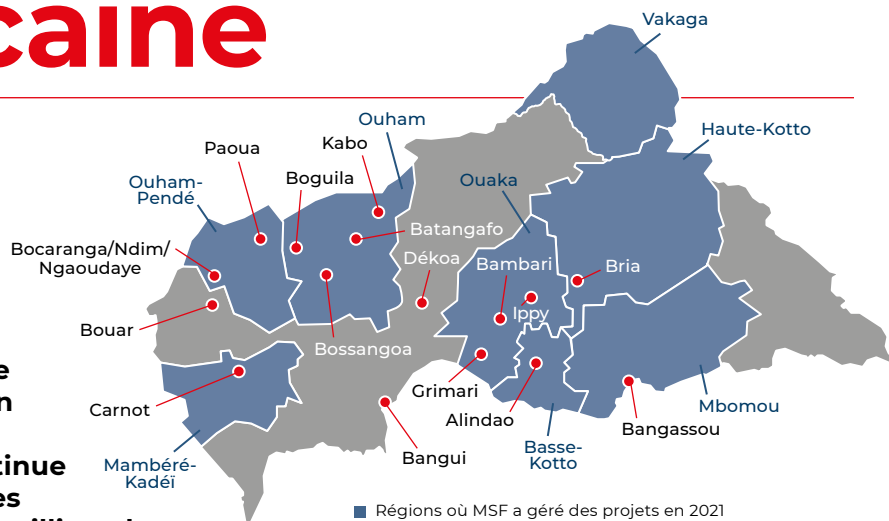 caine
Vakaga
Haute-Kotto
Ouham
Kabo
Paoua
Boguila
Ouaka
Ouham-
Pendé
Batangafo
Bocaranga/Ndim/
Ngaoudaye
Dékoa
Bambari
Bria
Ippy
Bouar
Bossangoa
Grimari
Carnot
Alindao
Mbomou
Bangassou
Basse-
Kotto
Bangui
Mambéré-
Kadéï
e
n
tinue
es
Régions où MSF a géré des projets en 2021